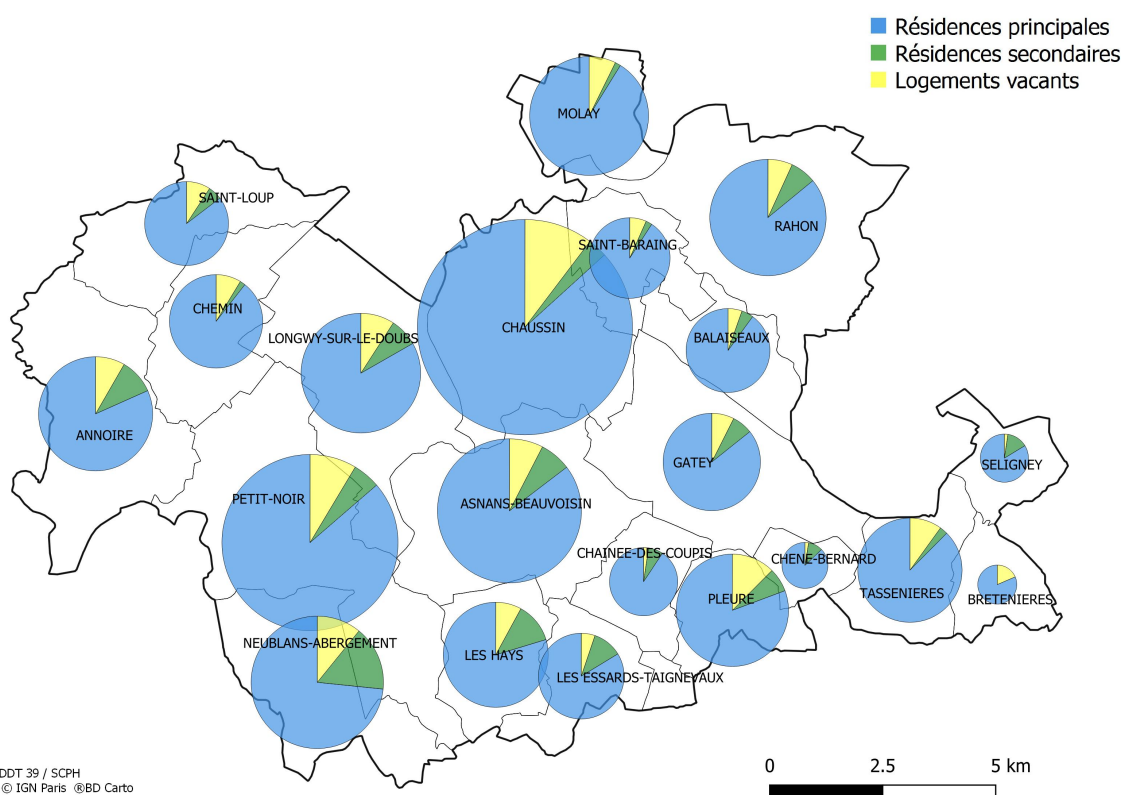 Résidences principales
Résidences secondaires
Logements vacants
MOLAY
SAINT-LOUP
RAHON
SAINT-BARAING
CHEMIN
CHAUSSIN
LONGWY-SUR-LE-DOUBS
BALAISEAUX
ANNOIRE
GATEY
SELIGNEY
PETIT-NOIR
ASNANS-BEAUVOISIN
CHAINEE-DES-COUPIS
CHENE-BERNARD
TASSENIERES
PLEURE
BRETENIERES
NEUBLANS-ABERGEMENT
LES HAYS
LES ESSARDS-TAIGNEVAUX
0 2.5 5 km
DDT 39 / SCPH
© IGN Paris ®BD Carto